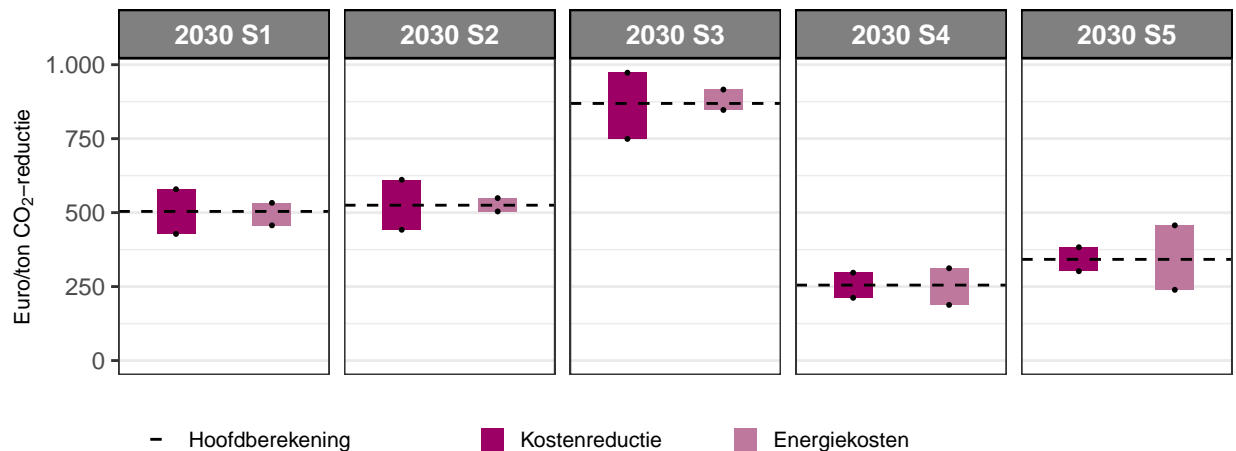 2030 S1 2030 S2 2030 S3 2030 S4 2030 S5
1.000
750
500
250
0
Euro/ton CO₂−reductie
Hoofdberekening Kostenreductie Energiekosten